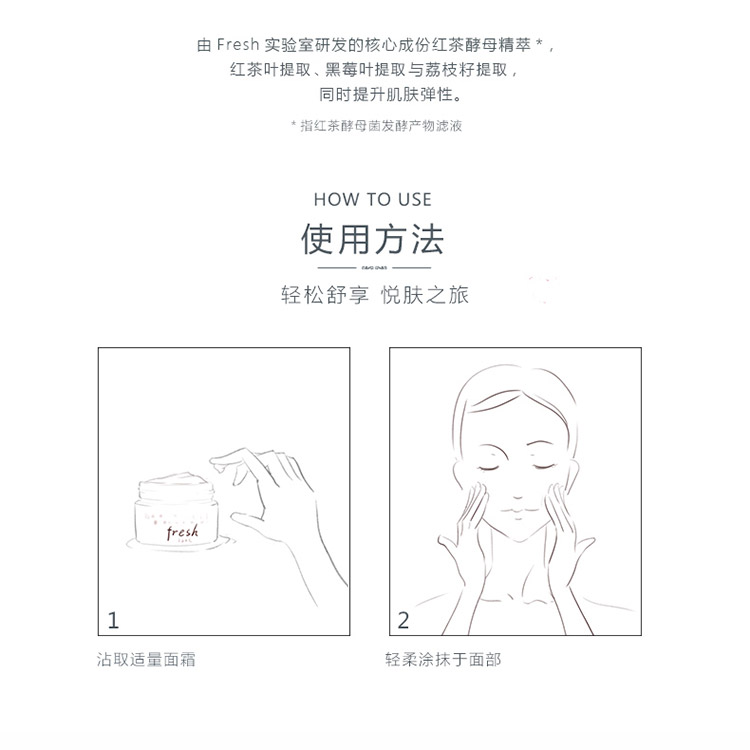 由 Fresh 实验室研发的核心成份红茶酵母精萃 * ,
红茶叶提取、黑莓叶提取与荔枝籽提取 ,
同时提升肌肤弹性。
* 指红茶酵母菌发酵产物滤液
HOW TO USE
使用方法
轻松舒享 悦肤之旅
fresh
1
2
沾取适量面霜
轻柔涂抹于面部